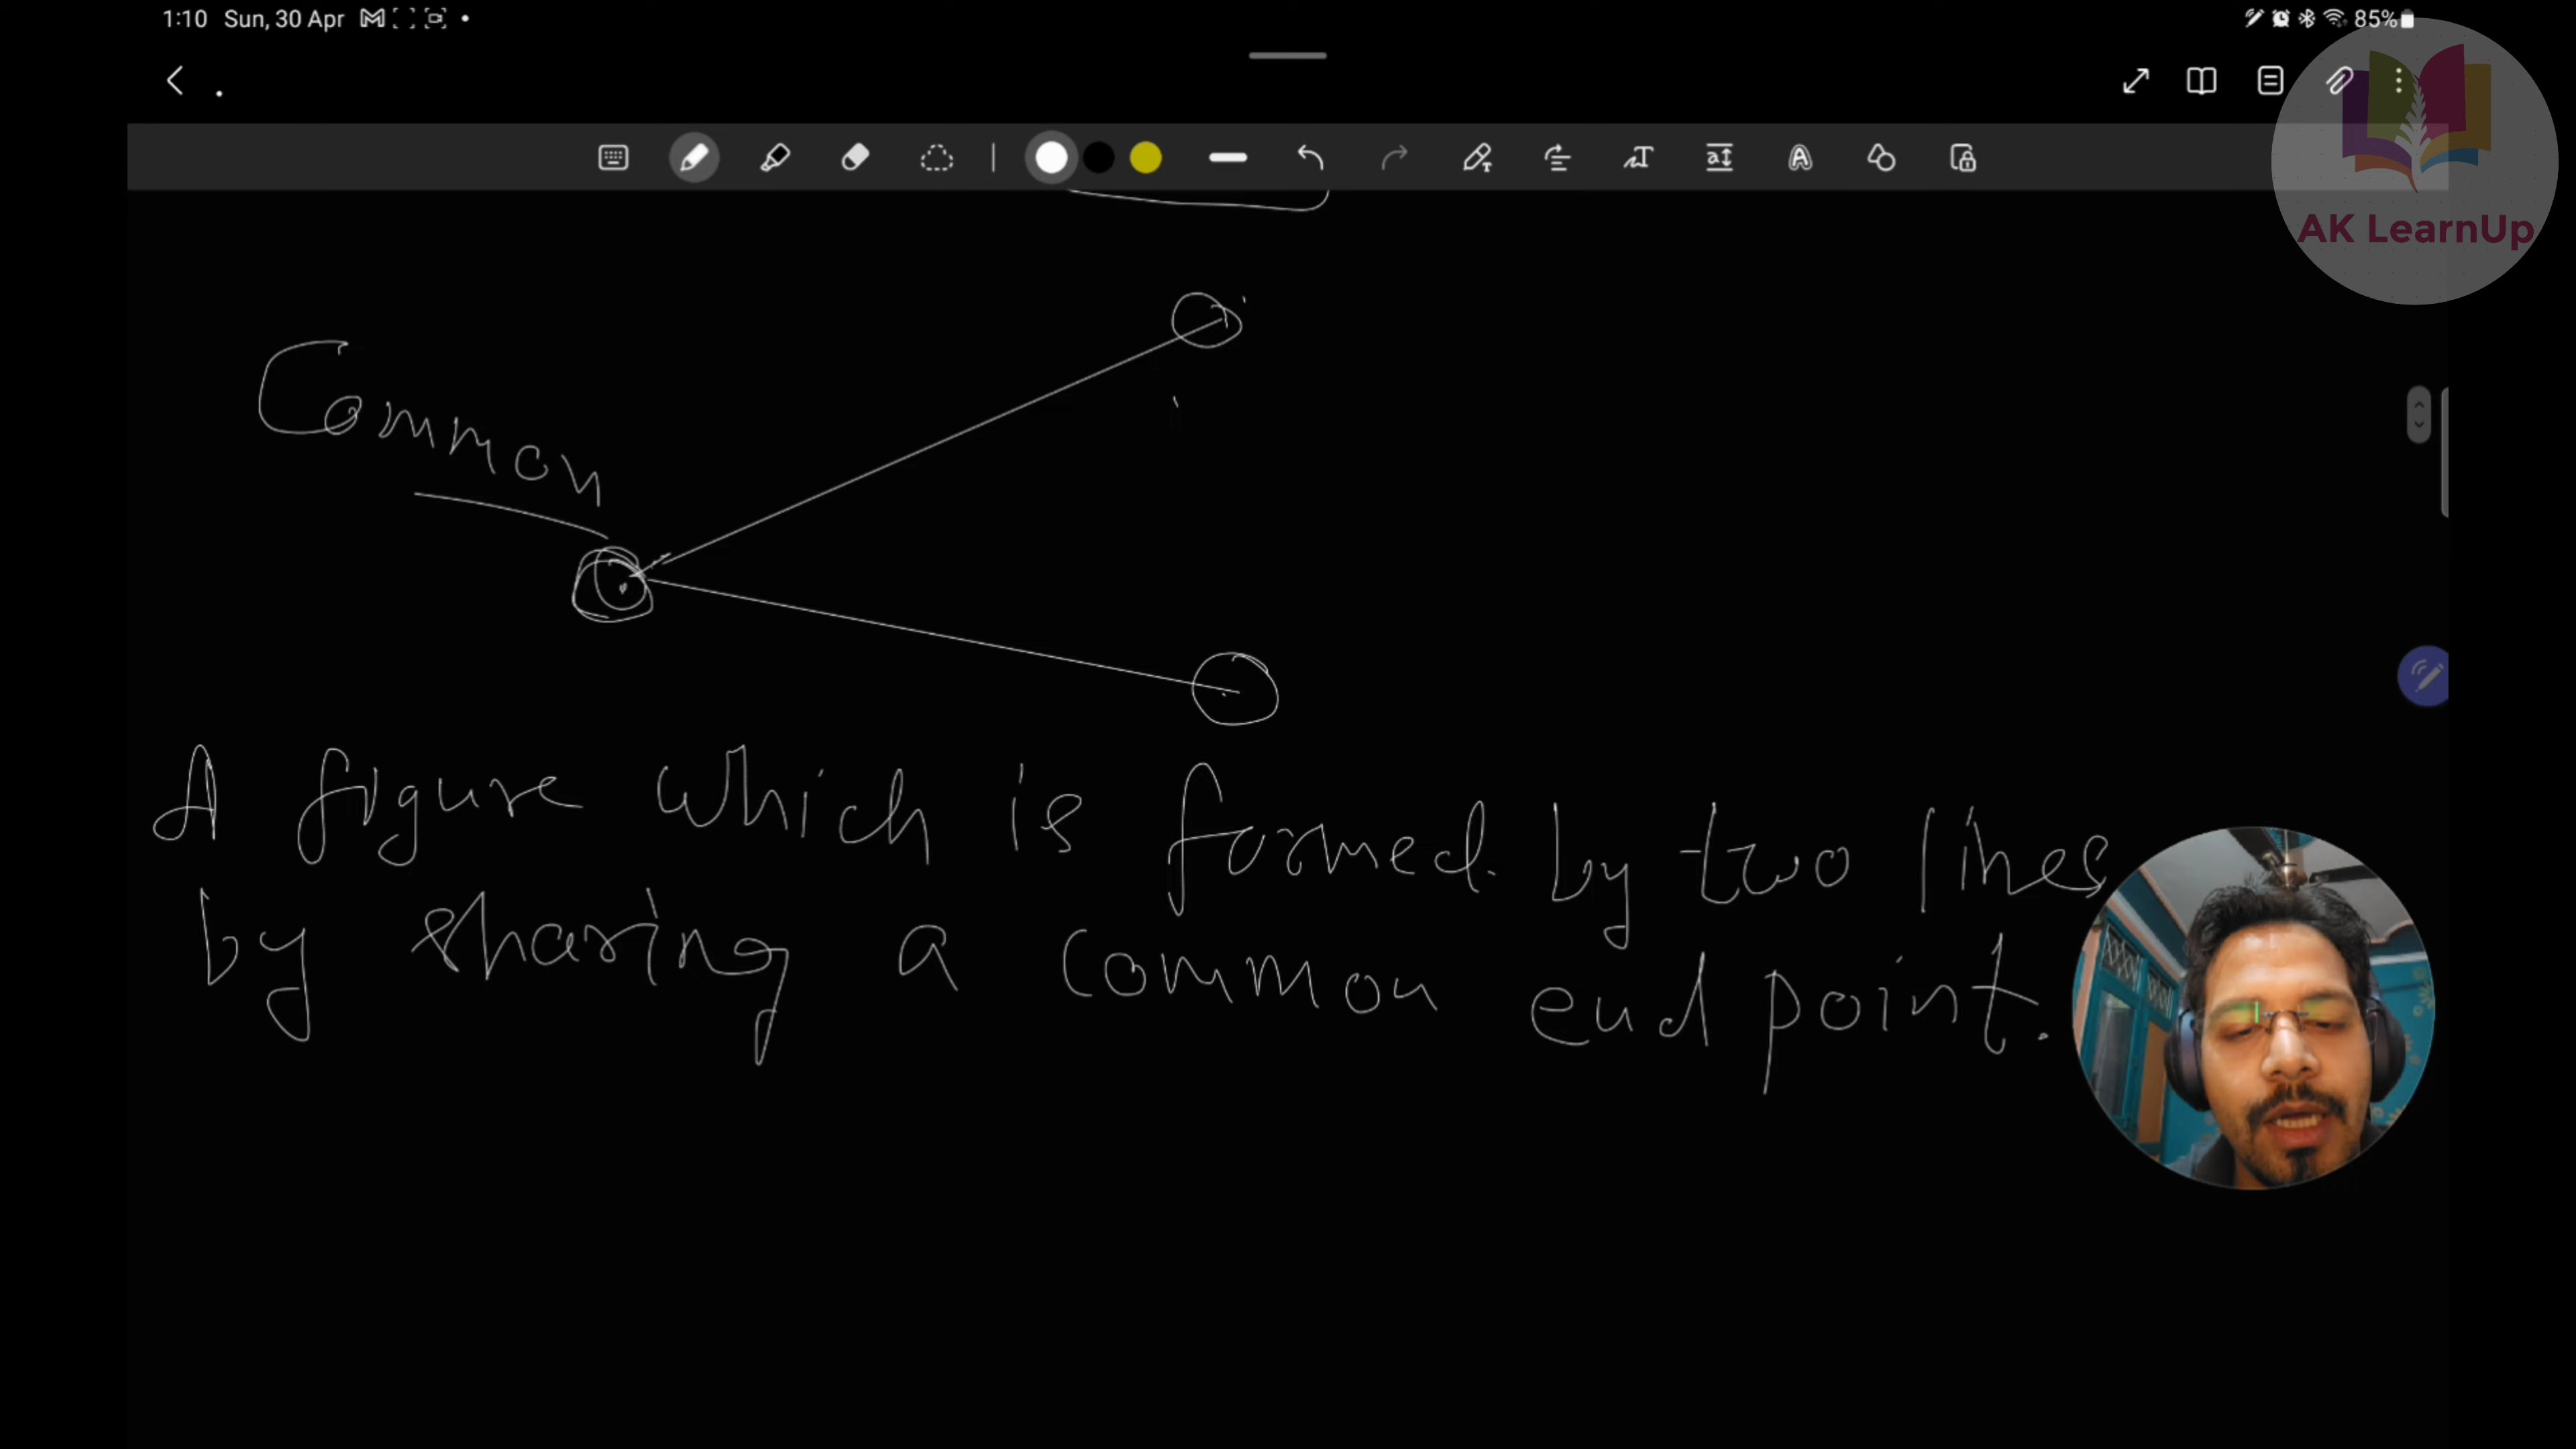 1:10 Sun, 30 Apr
85%
AK LearnUp
Common
A figure which is formed by two lines
by sharing a common end point.